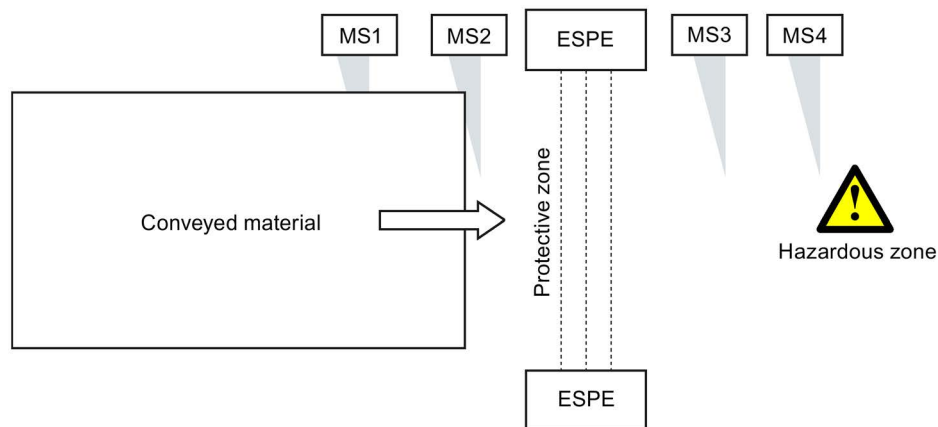 MS1
MS2
ESPE
MS3
MS4
Conveyed material
Protective zone
!
Hazardous zone
ESPE